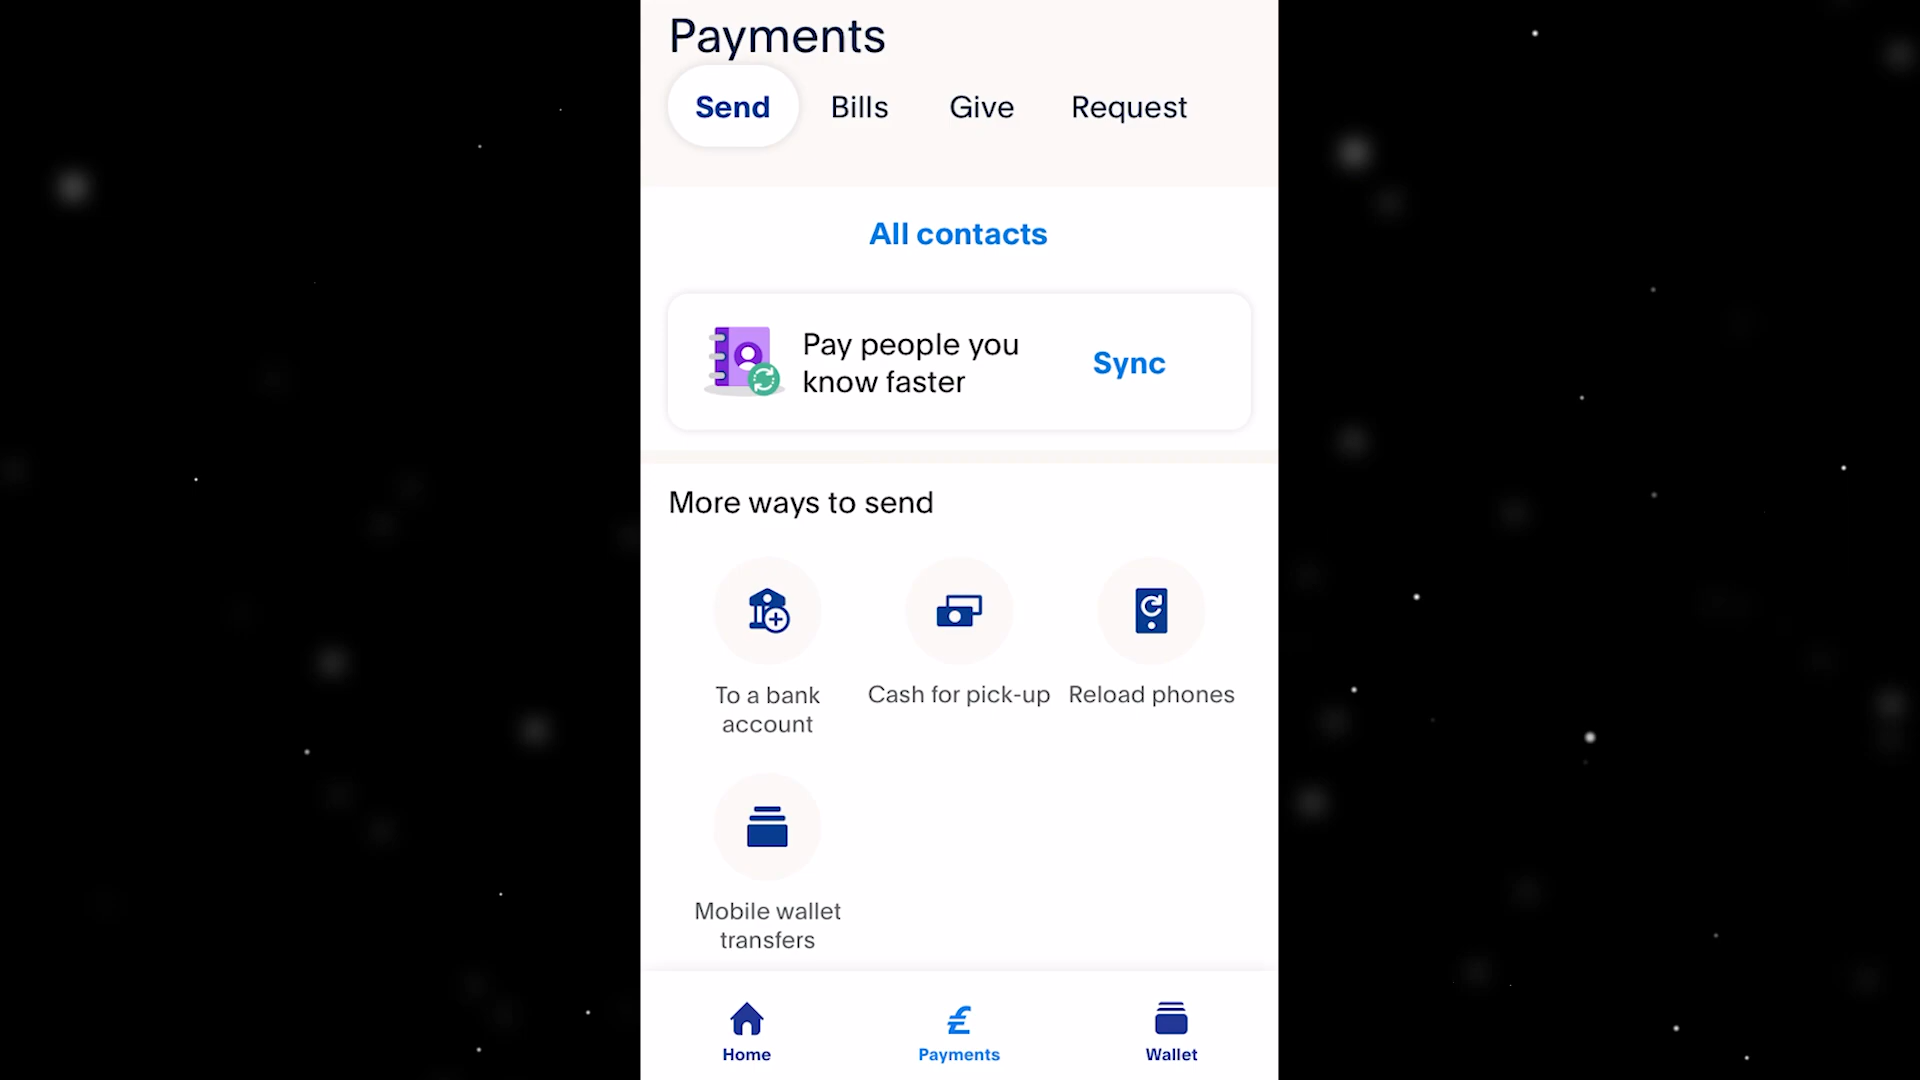 Payments
Send Bills Give Request
All contacts
Pay people you
know faster
Sync
More ways to send
To a bank
account
Cash for pick-up
Reload phones
Mobile wallet
transfers
Home Payments Wallet